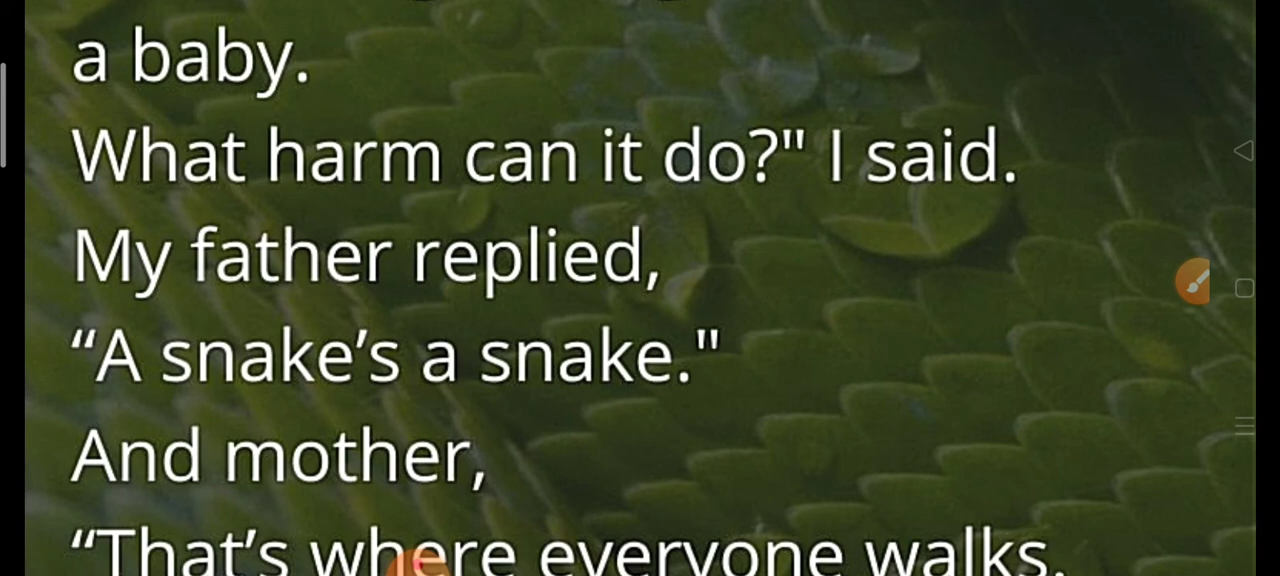 a baby.
What harm can it do?" I said.
My father replied,
“A snake’s a snake."
And mother,
“That’s where everyone walks.